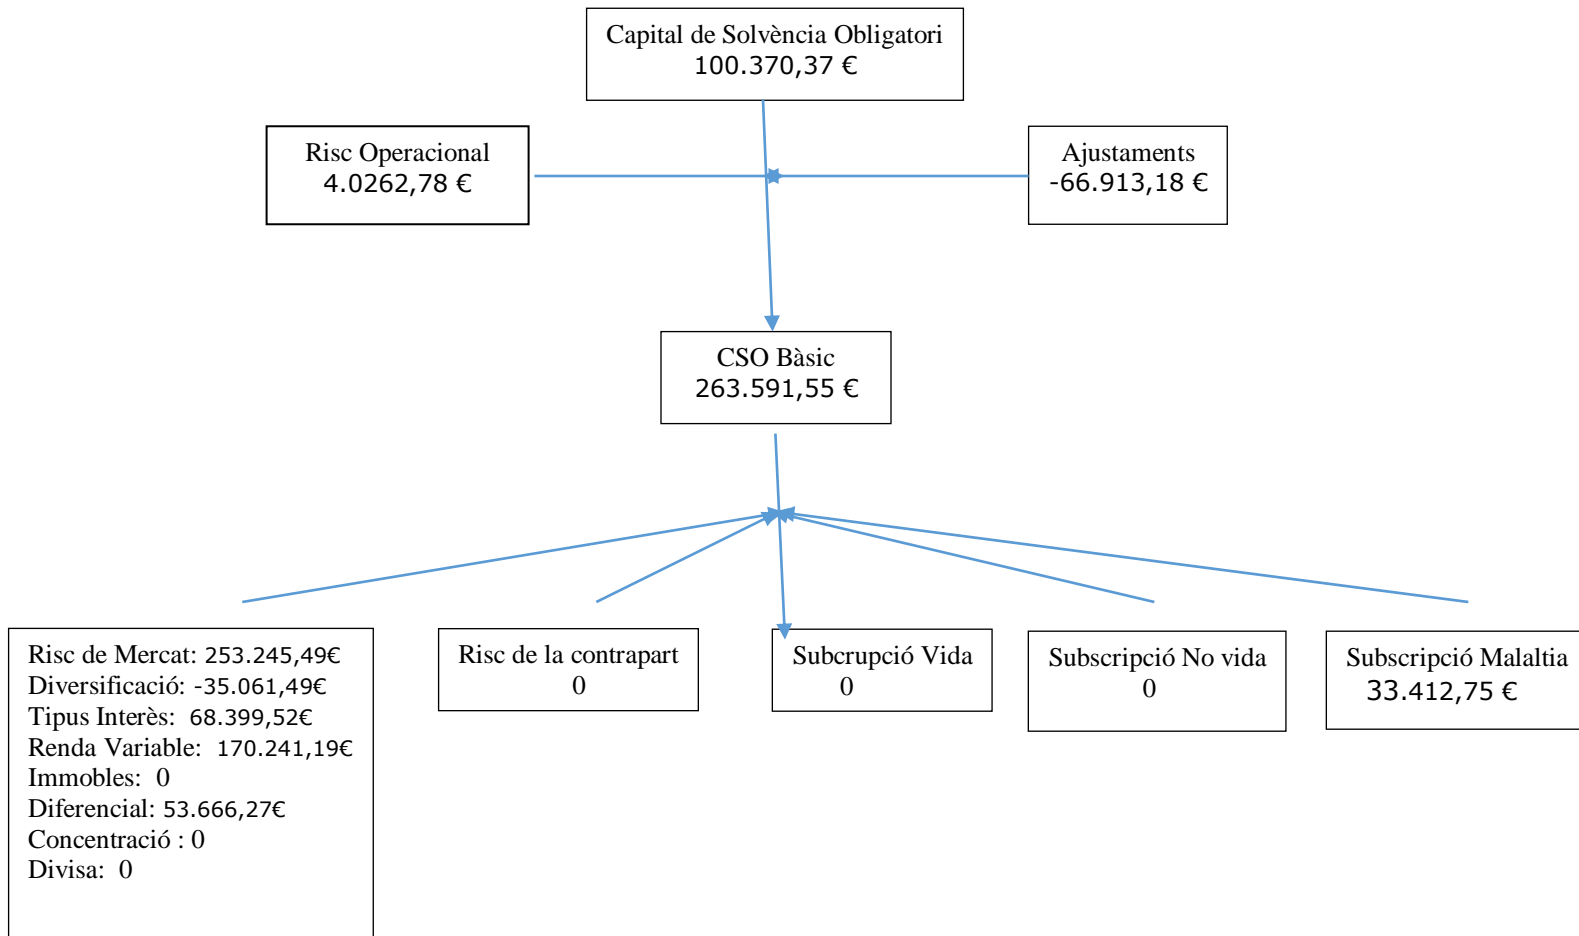 Capital de Solvència Obligatori
100.370,37 €
Risc Operacional
4.0262,78 €
Ajustaments
-66.913,18 €
CSO Bàsic
263.591,55 €
Risc de Mercat: 253.245,49€
Diversificació: -35.061,49€
Tipus Interès: 68.399,52€
Renda Variable: 170.241,19€
Immobles: 0
Diferencial: 53.666,27€
Concentració : 0
Divisa: 0
Risc de la contrapart
0
Subcrupció Vida
0
Subscripció No vida
0
Subscripció Malaltia
33.412,75 €